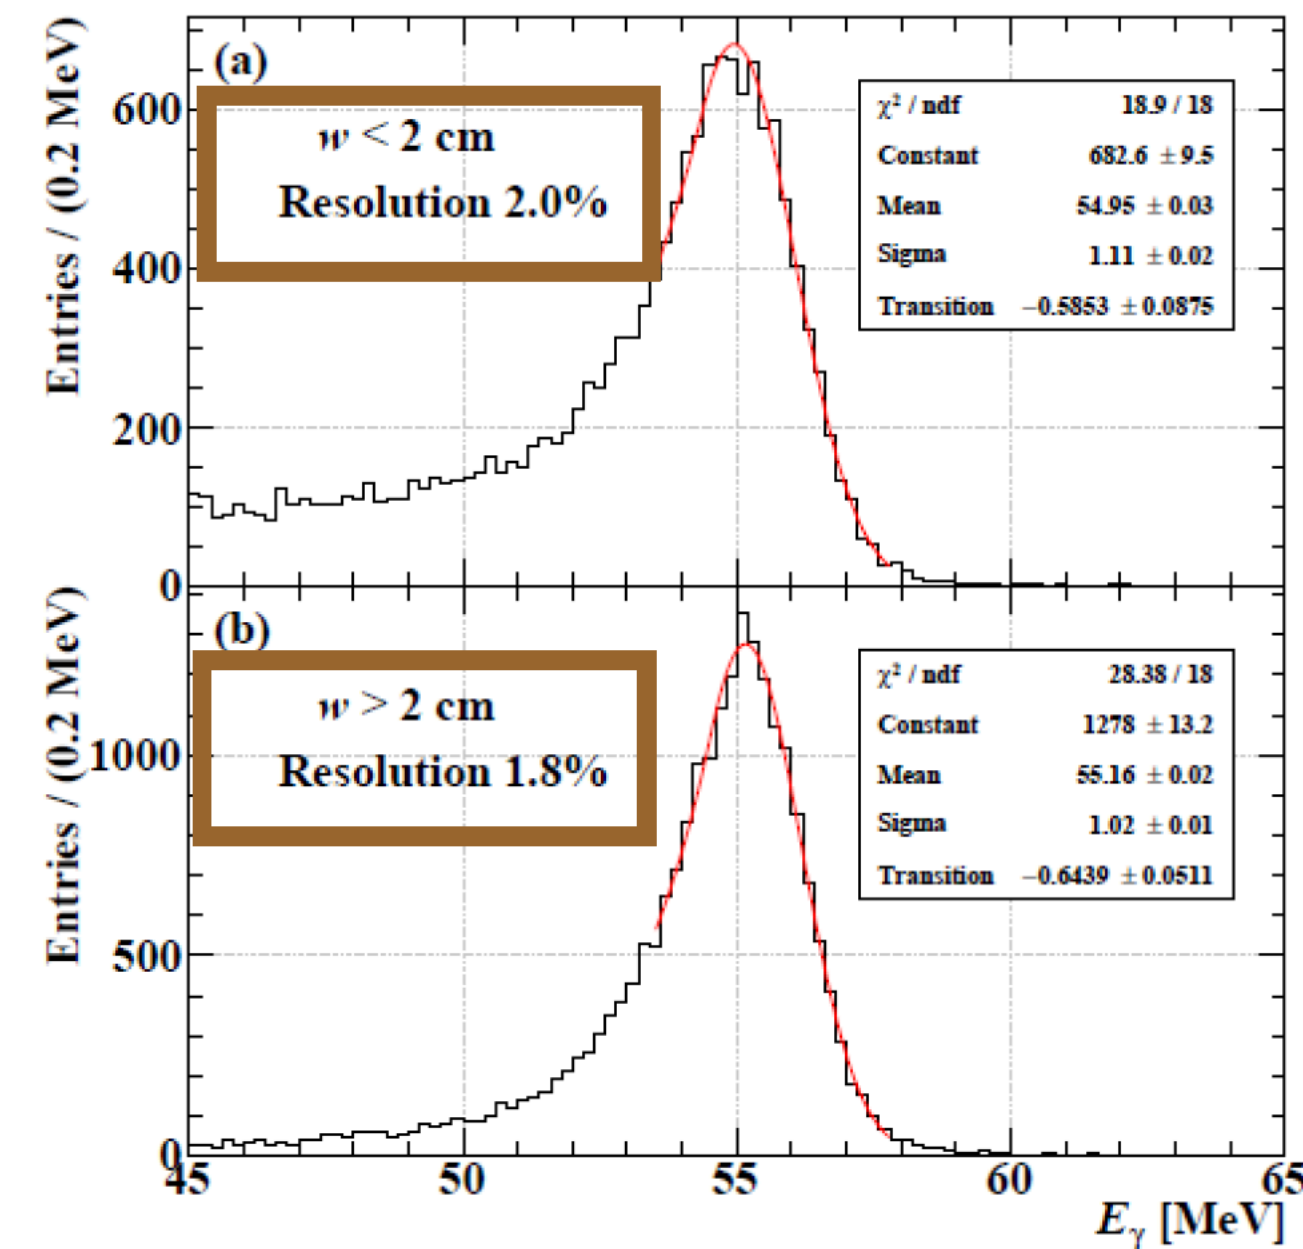 (a)
w < 2 cm
Resolution 2.0%
χ² / ndf 18.9 / 18
Constant 682.6 ± 9.5
Mean 54.95 ± 0.03
Sigma 1.11 ± 0.02
Transition −0.5853 ± 0.0875
Entries / (0.2 MeV)
600
400
200
0
(b)
w > 2 cm
Resolution 1.8%
χ² / ndf 28.38 / 18
Constant 1278 ± 13.2
Mean 55.16 ± 0.02
Sigma 1.02 ± 0.01
Transition −0.6439 ± 0.0511
Entries / (0.2 MeV)
1000
500
0
45 50 55 60 65
Eγ [MeV]